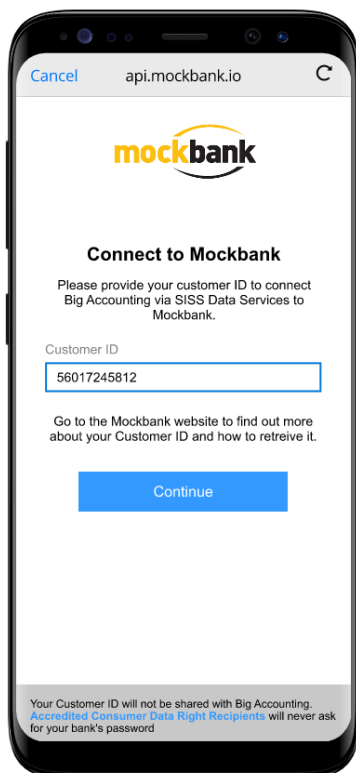 Cancel api.mockbank.io
mockbank
Connect to Mockbank
Please provide your customer ID to connect
Big Accounting via SISS Data Services to
Mockbank.
Customer ID
56017245812
Go to the Mockbank website to find out more
about your Customer ID and how to retreive it.
Continue
Your Customer ID will not be shared with Big Accounting.
Accredited Consumer Data Right Recipients will never ask
for your bank's password